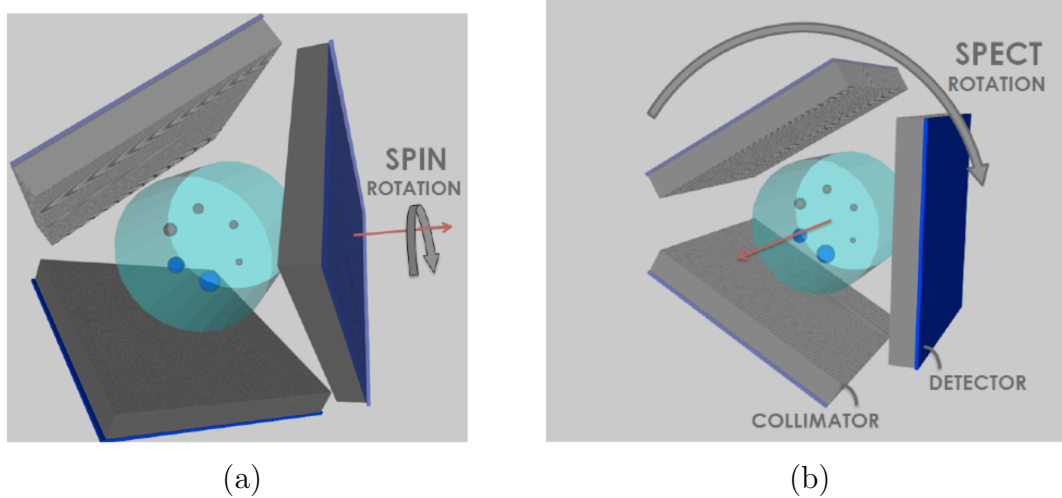 SPIN
ROTATION
(a)
SPECT
ROTATION
DETECTOR
COLLIMATOR
(b)